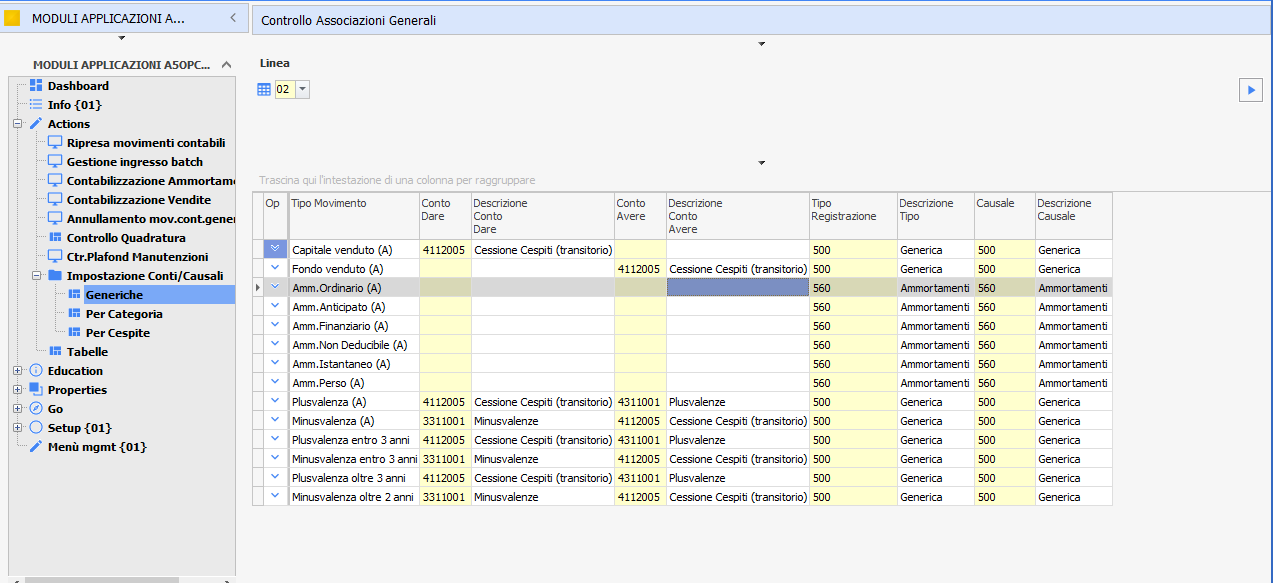 MODULI APPLICAZIONI A...
Controllo Associazioni Generali
MODULI APPLICAZIONI A5OPC...
Dashboard
Info {01}
Actions
Ripresa movimenti contabili
Gestione ingresso batch
Contabilizzazione Ammortame
Contabilizzazione Vendite
Annullamento mov.cont.gener
Controllo Quadratura
Ctr.Plafond Manutenzioni
Impostazione Conti/Causali
Generiche
Per Categoria
Per Cespite
Tabelle
Education
Properties
Go
Setup {01}
Menù mgmt {01}
Linea
02
Trascina qui l'intestazione di una colonna per raggruppare
Op Tipo Movimento Conto Dare Descrizione Conto Dare Conto Avere Descrizione Conto Avere Tipo Registrazione Descrizione Tipo Causale Descrizione Causale
Capitale venduto (A) 4112005 Cessione Cespiti (transitorio) 500 Generica 500 Generica
Fondo venduto (A) 4112005 Cessione Cespiti (transitorio) 500 Generica 500 Generica
Amm.Ordinario (A) 560 Ammortamenti 560 Ammortamenti
Amm.Anticipato (A) 560 Ammortamenti 560 Ammortamenti
Amm.Finanziario (A) 560 Ammortamenti 560 Ammortamenti
Amm.Non Deducibile (A) 560 Ammortamenti 560 Ammortamenti
Amm.Istantaneo (A) 560 Ammortamenti 560 Ammortamenti
Amm.Perso (A) 560 Ammortamenti 560 Ammortamenti
Plusvalenza (A) 4112005 Cessione Cespiti (transitorio) 4311001 Plusvalenze 500 Generica 500 Generica
Minusvalenza (A) 3311001 Minusvalenze 4112005 Cessione Cespiti (transitorio) 500 Generica 500 Generica
Plusvalenza entro 3 anni 4112005 Cessione Cespiti (transitorio) 4311001 Plusvalenze 500 Generica 500 Generica
Minusvalenza entro 3 anni 3311001 Minusvalenze 4112005 Cessione Cespiti (transitorio) 500 Generica 500 Generica
Plusvalenza oltre 3 anni 4112005 Cessione Cespiti (transitorio) 4311001 Plusvalenze 500 Generica 500 Generica
Minusvalenza oltre 2 anni 3311001 Minusvalenze 4112005 Cessione Cespiti (transitorio) 500 Generica 500 Generica